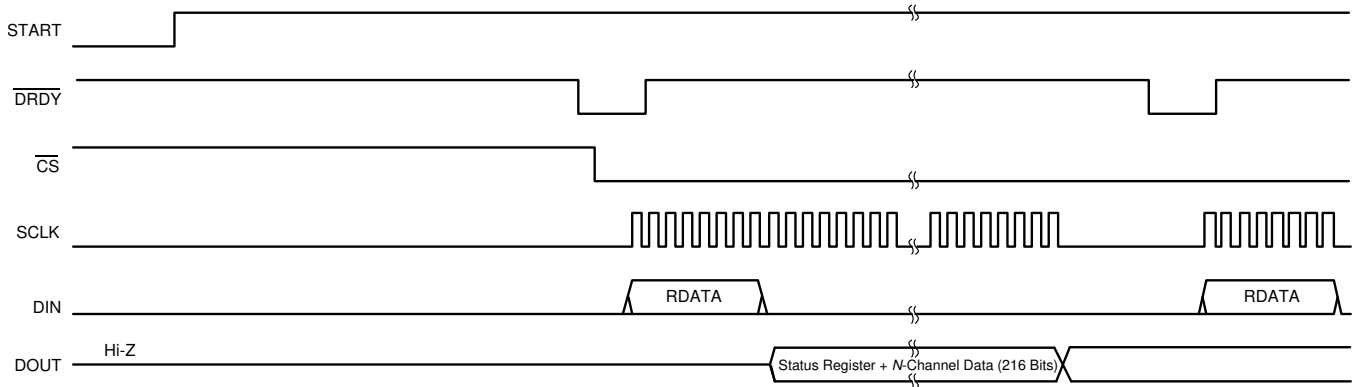 START
DRDY
CS
SCLK
DIN
RDATA
RDATA
DOUT
Hi-Z
Status Register + N-Channel Data (216 Bits)